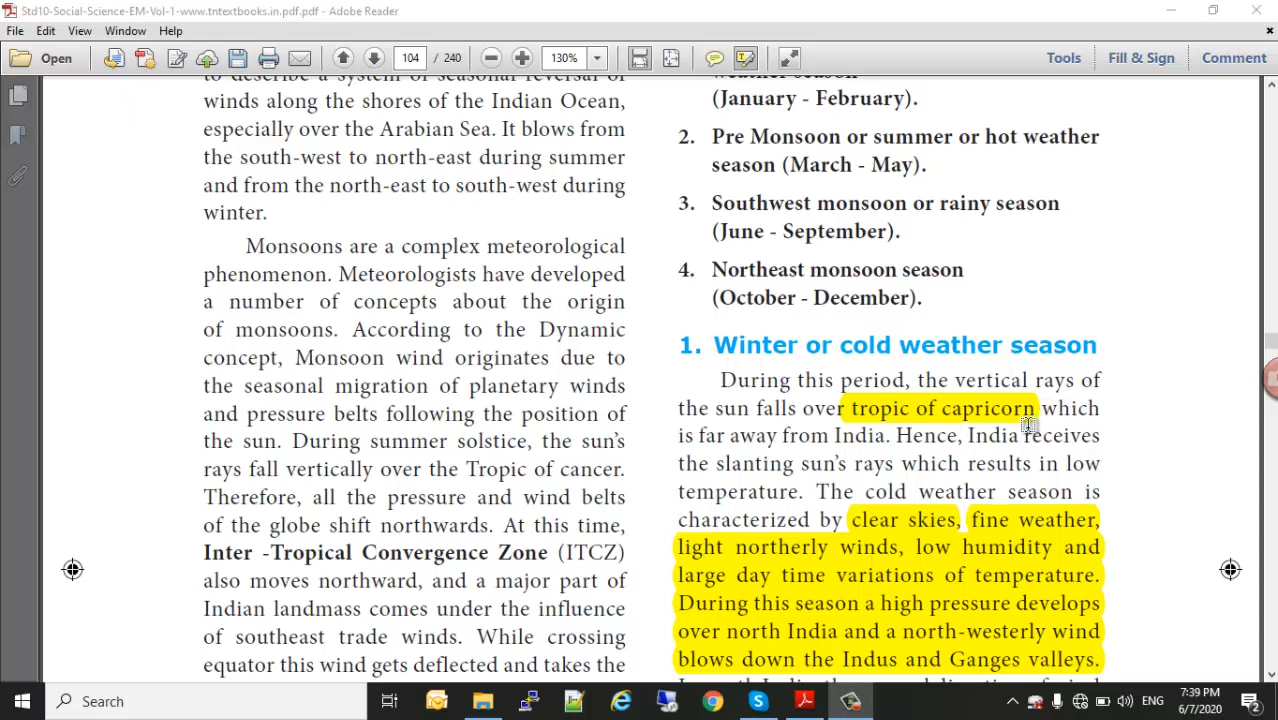 Std10-Social-Science-EM-Vol-1-www.tntextbooks.in.pdf.pdf - Adobe Reader
File Edit View Window Help
Open 104 / 240 130% Tools Fill & Sign Comment
to describe a system of seasonal reversal of
winds along the shores of the Indian Ocean,
especially over the Arabian Sea. It blows from
the south-west to north-east during summer
and from the north-east to south-west during
winter.
Monsoons are a complex meteorological
phenomenon. Meteorologists have developed
a number of concepts about the origin
of monsoons. According to the Dynamic
concept, Monsoon wind originates due to
the seasonal migration of planetary winds
and pressure belts following the position of
the sun. During summer solstice, the sun's
rays fall vertically over the Tropic of cancer.
Therefore, all the pressure and wind belts
of the globe shift northwards. At this time,
Inter -Tropical Convergence Zone (ITCZ)
also moves northward, and a major part of
Indian landmass comes under the influence
of southeast trade winds. While crossing
equator this wind gets deflected and takes the
weather season
(January - February).
2. Pre Monsoon or summer or hot weather
season (March - May).
3. Southwest monsoon or rainy season
(June - September).
4. Northeast monsoon season
(October - December).
1. Winter or cold weather season
During this period, the vertical rays of
the sun falls over tropic of capricorn which
is far away from India. Hence, India receives
the slanting sun's rays which results in low
temperature. The cold weather season is
characterized by clear skies, fine weather,
light northerly winds, low humidity and
large day time variations of temperature.
During this season a high pressure develops
over north India and a north-westerly wind
blows down the Indus and Ganges valleys.
Search
ENG
7:39 PM
6/7/2020
2